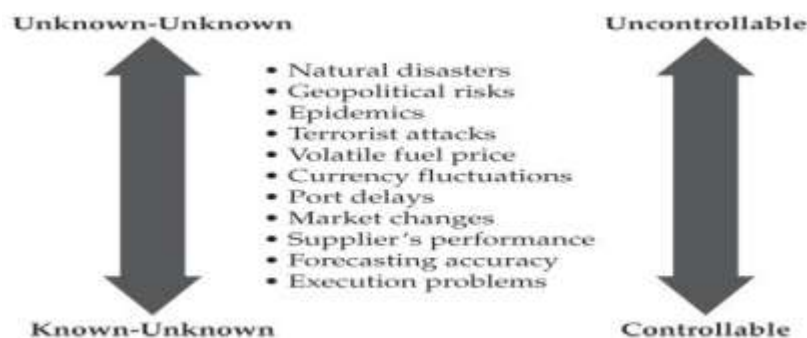 Unknown-Unknown Uncontrollable
• Natural disasters
• Geopolitical risks
• Epidemics
• Terrorist attacks
• Volatile fuel price
• Currency fluctuations
• Port delays
• Market changes
• Supplier's performance
• Forecasting accuracy
• Execution problems
Known-Unknown Controllable